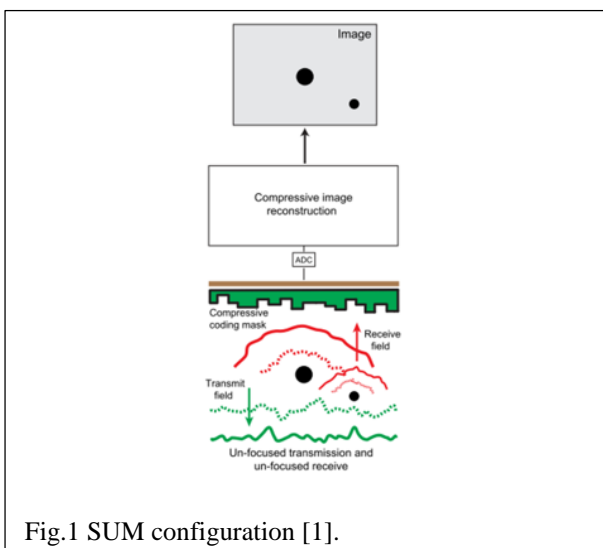 Image
Compressive image
reconstruction
ADC
Compressive
coding mask
Receive
field
Transmit
field
Un-focused transmission and
un-focused receive
Fig.1 SUM configuration [1].